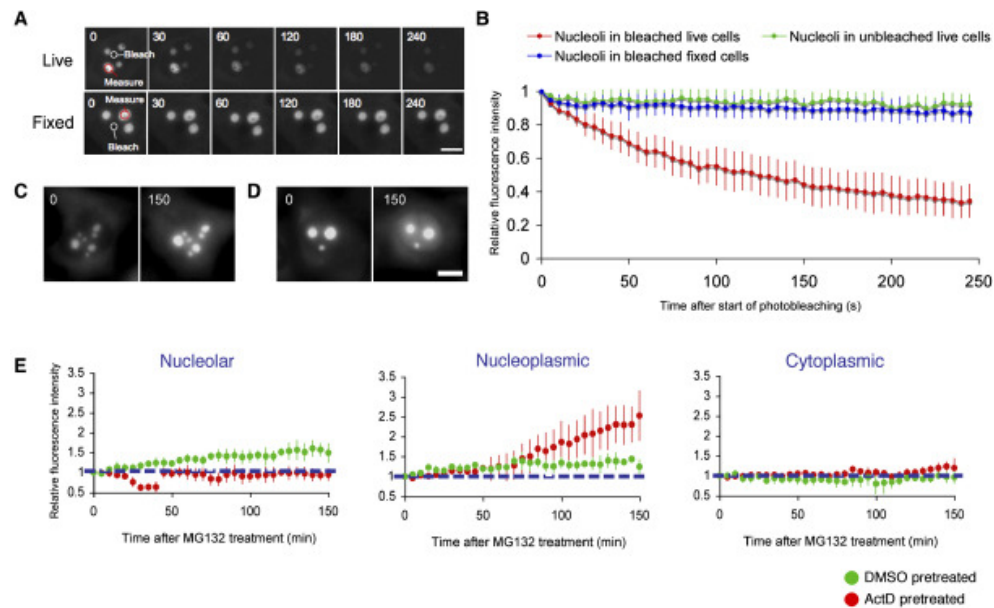 A
Live
0 30 60 120 180 240
Bleach
Measure
Fixed
Measure
0 30 60 120 180 240
Bleach
B
Nucleoli in bleached live cells
Nucleoli in unbleached live cells
Nucleoli in bleached fixed cells
Relative fluorescence intensity
1
0.8
0.6
0.4
0.2
0
0 50 100 150 200 250
Time after start of photobleaching (s)
C
0 150
D
0 150
E
Nucleolar
Relative fluorescence intensity
3.5
3
2.5
2
1.5
1
0.5
0 50 100 150
Time after MG132 treatment (min)
Nucleoplasmic
3.5
3
2.5
2
1.5
1
0.5
0 50 100 150
Time after MG132 treatment (min)
Cytoplasmic
3.5
3
2.5
2
1.5
1
0.5
0 50 100 150
Time after MG132 treatment (min)
DMSO pretreated
ActD pretreated